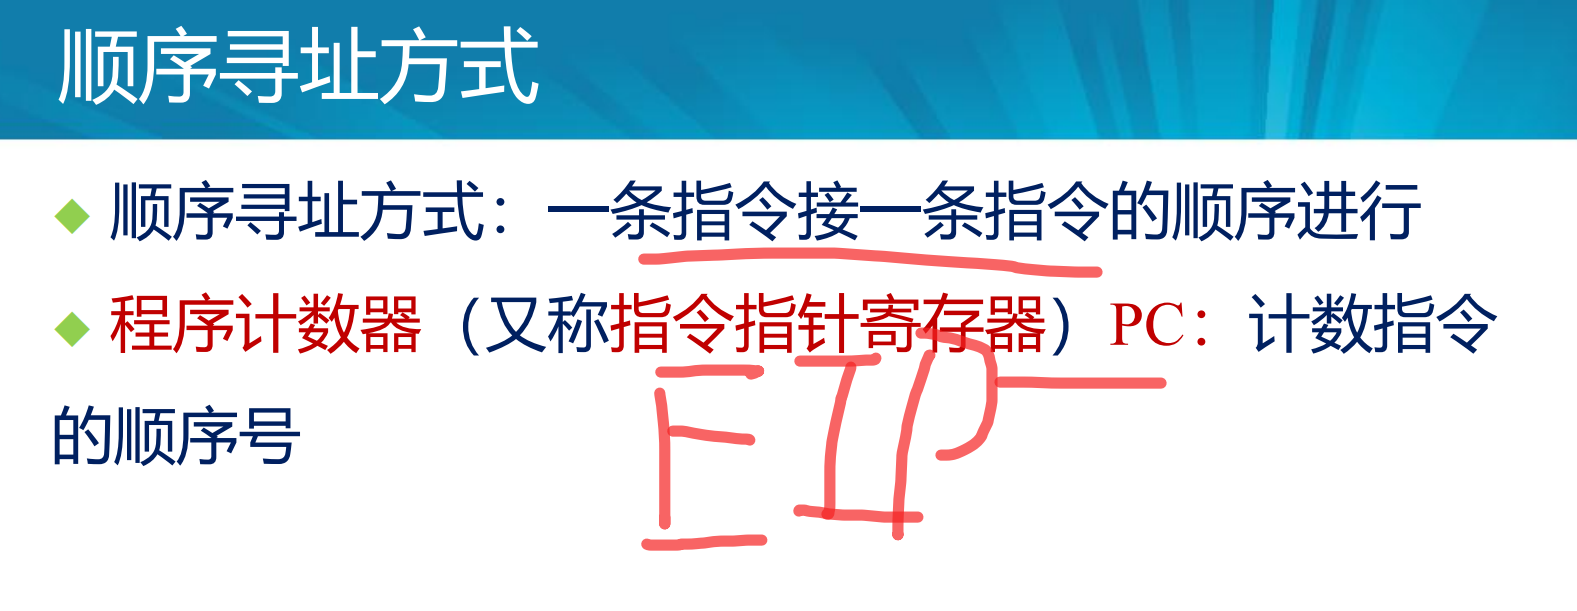 顺序寻址方式
顺序寻址方式：一条指令接一条指令的顺序进行
程序计数器（又称指令指针寄存器）PC：计数指令
的顺序号
EIP